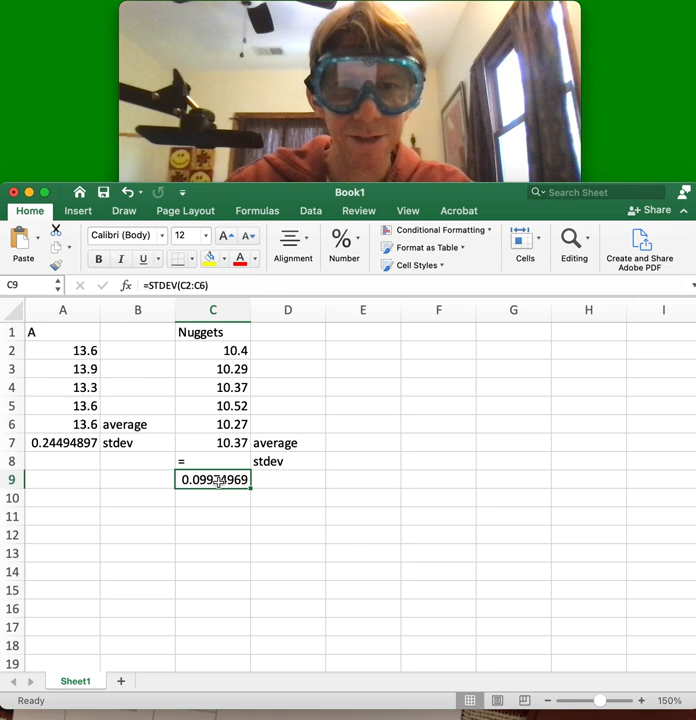 Book1
Search Sheet
Home Insert Draw Page Layout Formulas Data Review View Acrobat Share
Paste
Calibri (Body) 12 A A
B I U A
Alignment
%
Number
Conditional Formatting
Format as Table
Cell Styles
Cells
Editing
Create and Share
Adobe PDF
C9 fx =STDEV(C2:C6)
A B C D E F G H I
1 A Nuggets
2 13.6 10.4
3 13.9 10.29
4 13.3 10.37
5 13.6 10.52
6 13.6 average 10.27
7 0.24494897 stdev 10.37 average
8 = stdev
9
10
11
12
13
14
15
16
17
18
19
Sheet1 +
Ready 150%